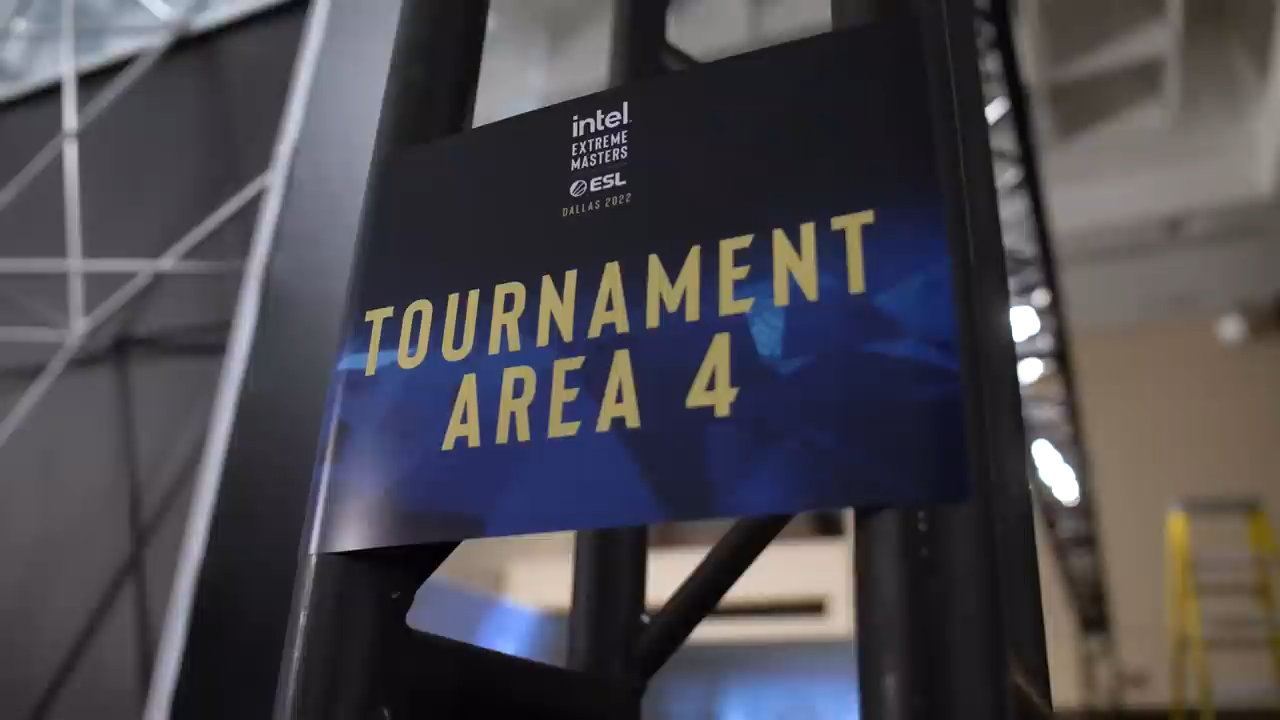 intel.
EXTREME
MASTERS
ESL
DALLAS 2022
TOURNAMENT
AREA 4